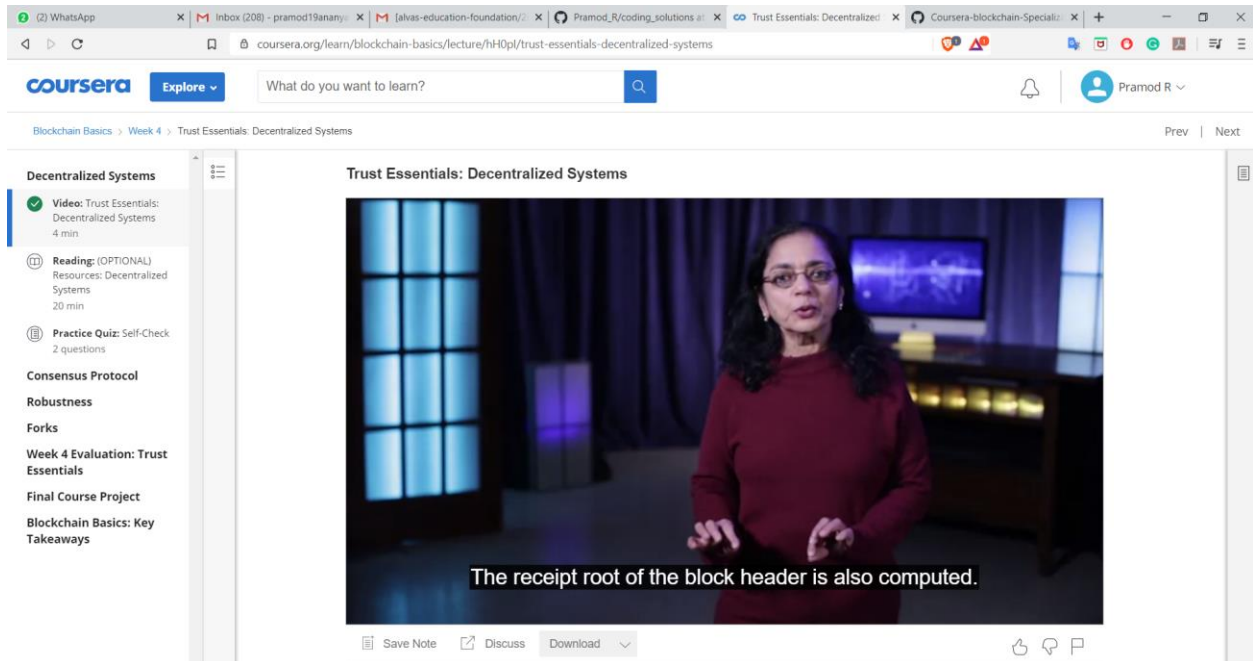 (2) WhatsApp
Inbox (208) - pramod19anany
[alvas-education-foundation/2
Pramod_R/coding_solutions at
Trust Essentials: Decentralized
Coursera-blockchain-Specializ
coursera.org/learn/blockchain-basics/lecture/hH0pl/trust-essentials-decentralized-systems
coursera
Explore
What do you want to learn?
Pramod R
Blockchain Basics > Week 4 > Trust Essentials: Decentralized Systems
Prev | Next
Decentralized Systems
Video: Trust Essentials:
Decentralized Systems
4 min
Reading: (OPTIONAL)
Resources: Decentralized
Systems
20 min
Practice Quiz: Self-Check
2 questions
Consensus Protocol
Robustness
Forks
Week 4 Evaluation: Trust
Essentials
Final Course Project
Blockchain Basics: Key
Takeaways
Trust Essentials: Decentralized Systems
The receipt root of the block header is also computed.
Save Note
Discuss
Download